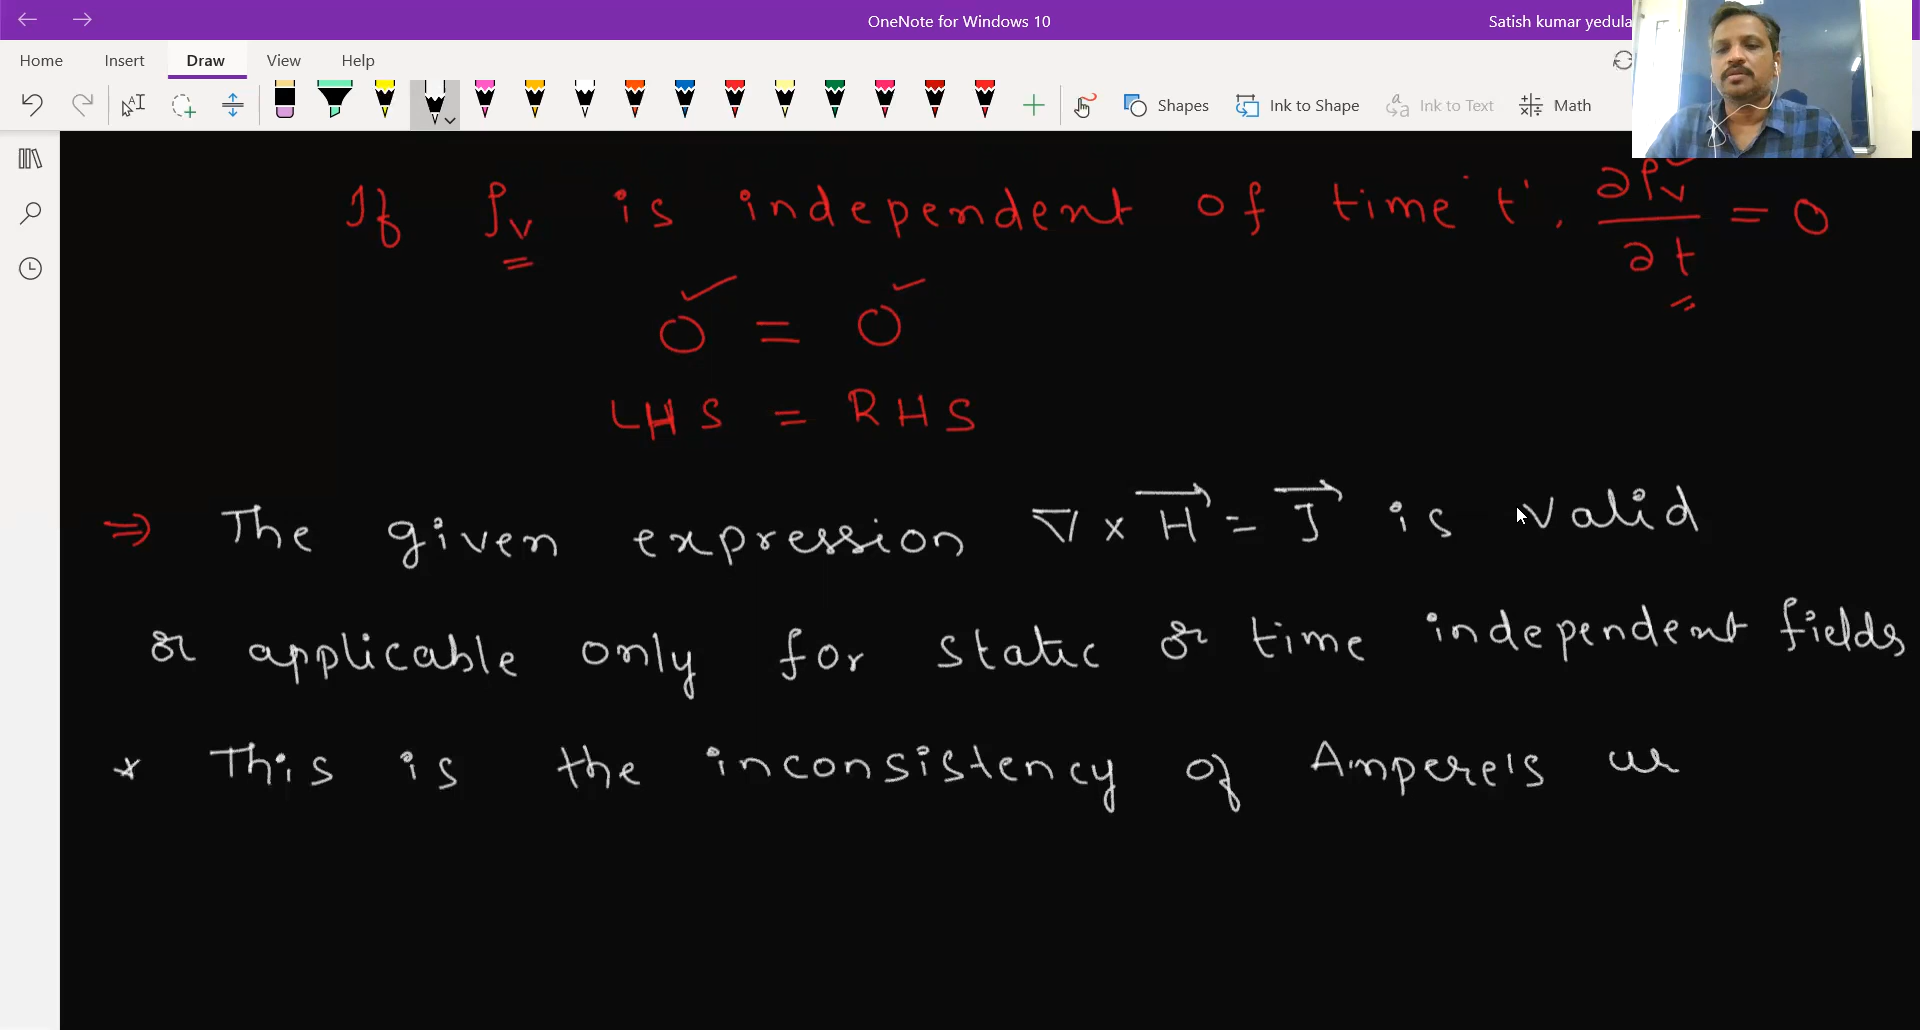 OneNote for Windows 10
Satish kumar yedula
Home Insert Draw View Help
Shapes Ink to Shape Ink to Text Math
If ρv is independent of time 't', ∂ρv/∂t = 0
0 = 0
LHS = RHS
⇒ The given expression ∇ × H⃗ = J⃗ is valid
or applicable only for static or time independent fields
* This is the inconsistency of Ampere's